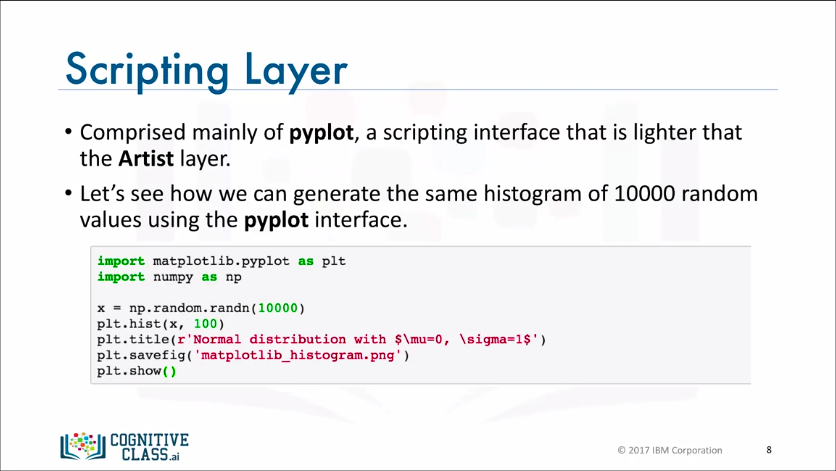 Scripting Layer
• Comprised mainly of pyplot, a scripting interface that is lighter that
the Artist layer.
• Let's see how we can generate the same histogram of 10000 random
values using the pyplot interface.
import matplotlib.pyplot as plt
import numpy as np
x = np.random.randn(10000)
plt.hist(x, 100)
plt.title(r'Normal distribution with $\mu=0, \sigma=1$')
plt.savefig('matplotlib_histogram.png')
plt.show()
COGNITIVE
CLASS.ai
© 2017 IBM Corporation
8